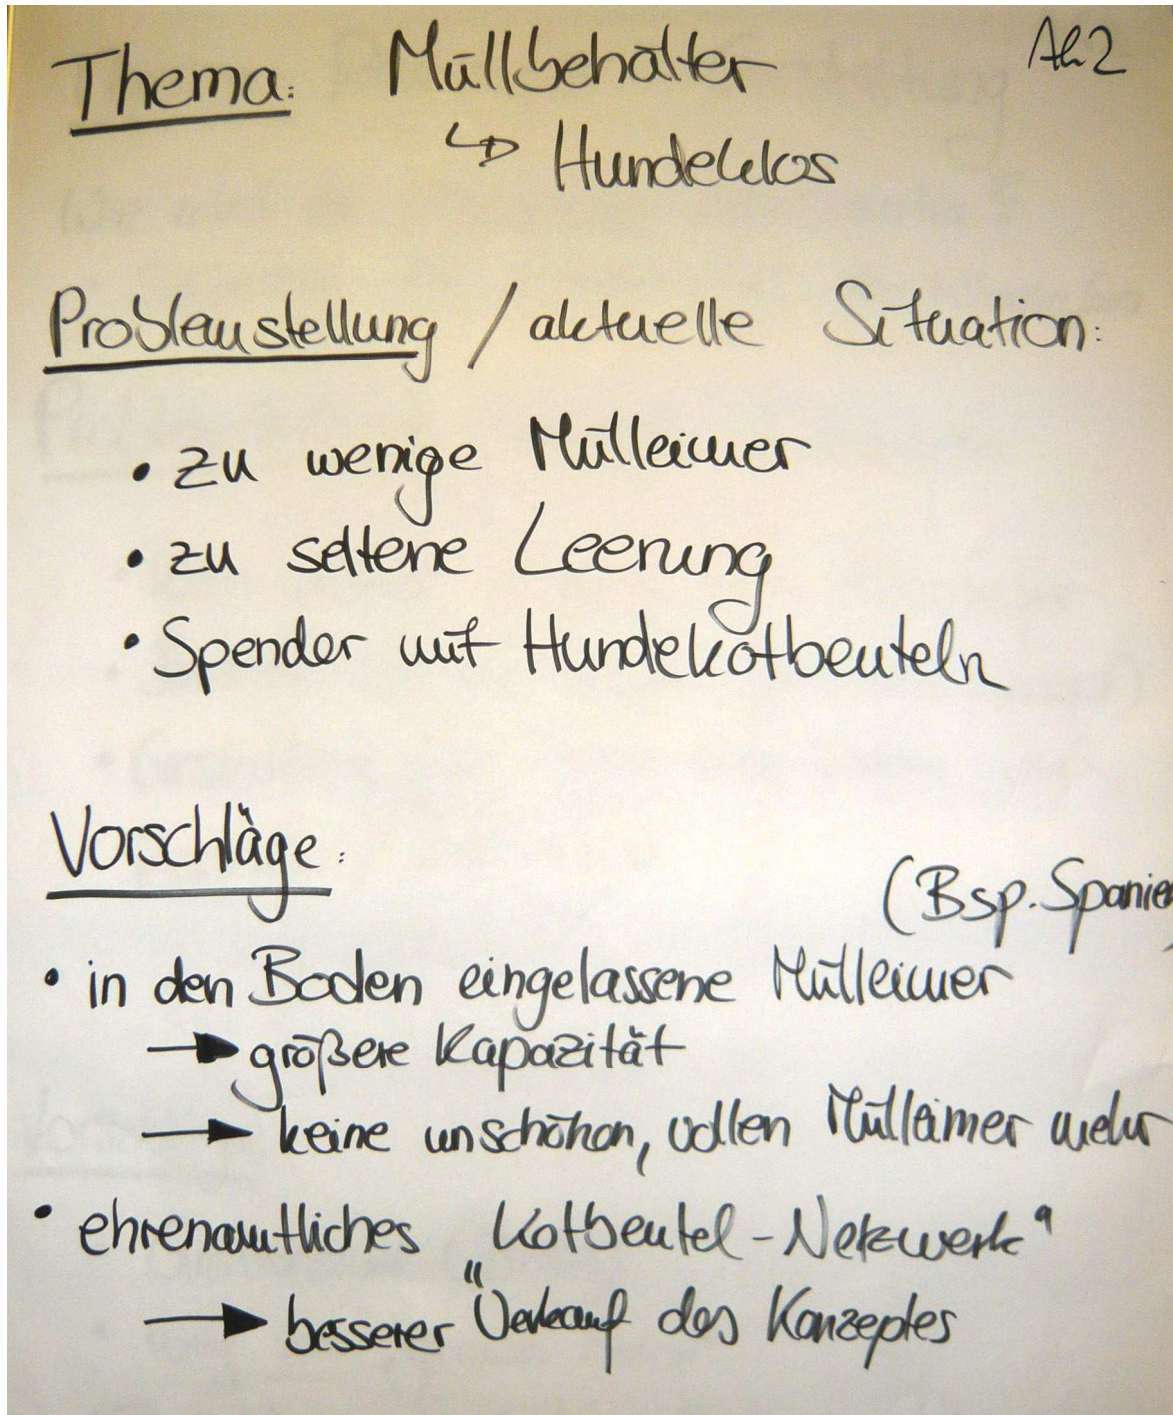 Thema: Müllbehälter
↳ Hundeklos
Problemstellung / aktuelle Situation:
• zu wenige Mülleimer
• zu seltene Leerung
• Spender mit Hundekotbeuteln
Vorschläge:
(Bsp. Spanien)
• in den Boden eingelassene Mülleimer
→ größere Kapazität
→ keine unschönen, vollen Mülleimer mehr
• ehrenamtliches „Kotbeutel-Netzwerk“
→ besserer Verkauf des Konzeptes